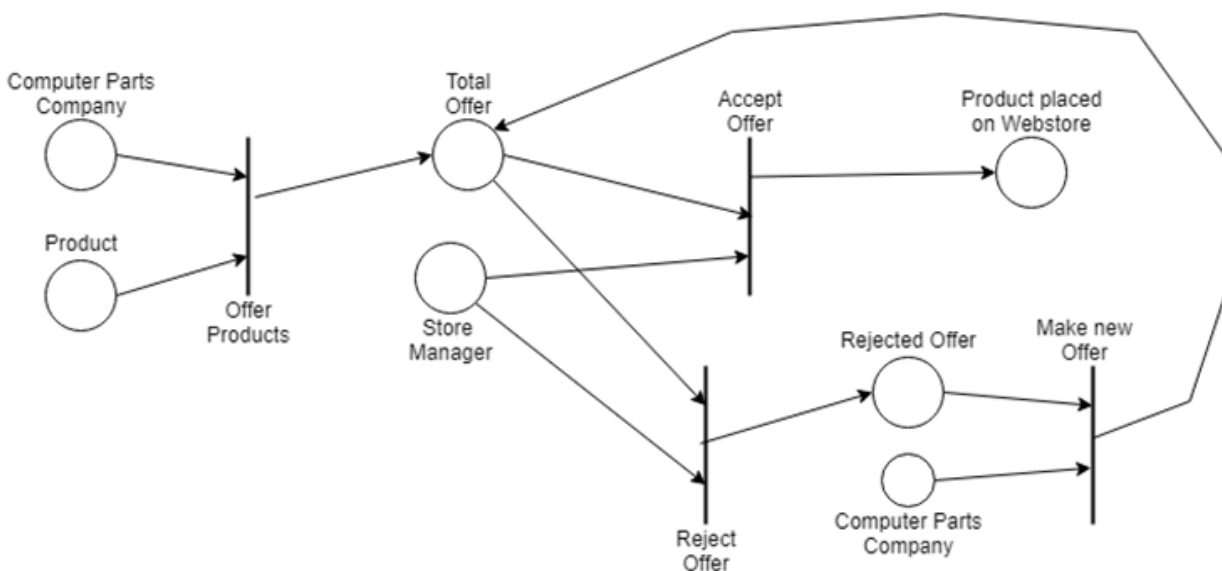 Computer Parts
Company
Product
Offer
Products
Total
Offer
Store
Manager
Accept
Offer
Product placed
on Webstore
Reject
Offer
Rejected Offer
Computer Parts
Company
Make new
Offer